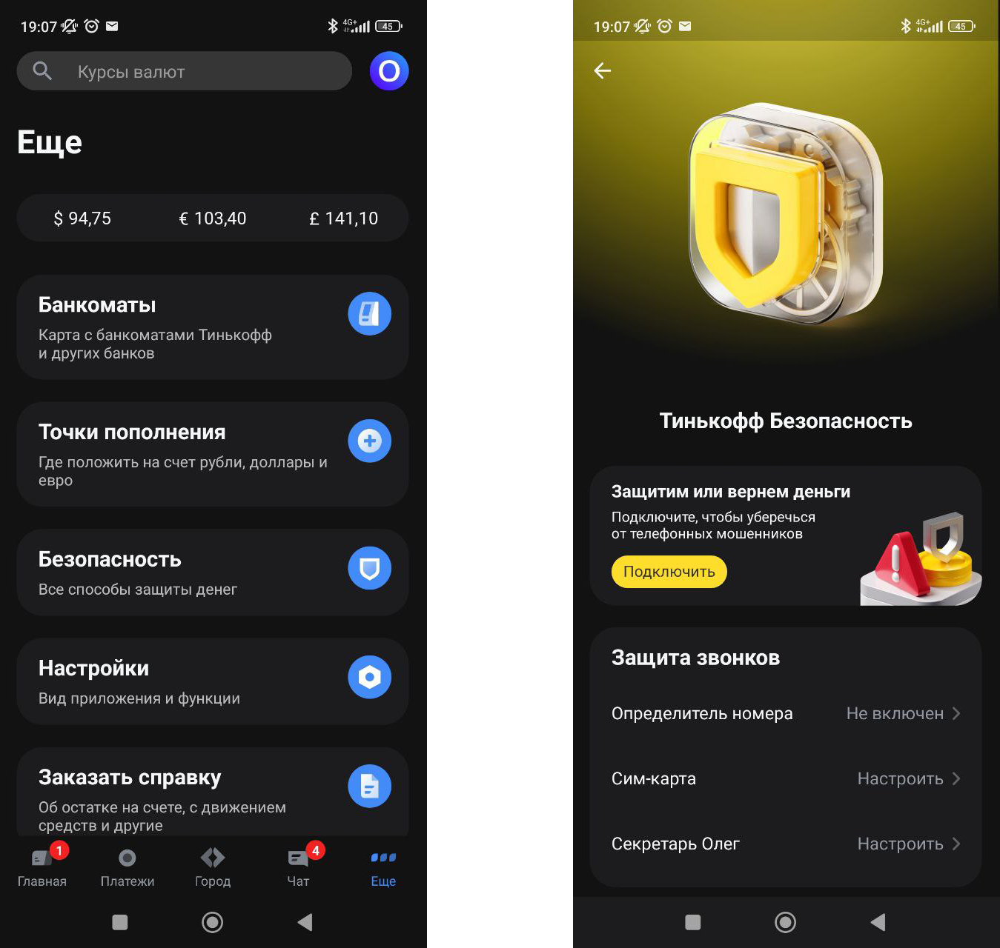 19:07
4G+
45
Курсы валют
О
Еще
$ 94,75
€ 103,40
£ 141,10
Банкоматы
Карта с банкоматами Тинькофф
и других банков
Точки пополнения
Где положить на счет рубли, доллары и
евро
Безопасность
Все способы защиты денег
Настройки
Вид приложения и функции
Заказать справку
Об остатке на счете, с движением
средств и другие
1
4
Главная
Платежи
Город
Чат
Еще
19:07
4G+
45
Тинькофф Безопасность
Защитим или вернем деньги
Подключите, чтобы уберечься
от телефонных мошенников
Подключить
Защита звонков
Определитель номера
Не включен
Сим-карта
Настроить
Секретарь Олег
Настроить